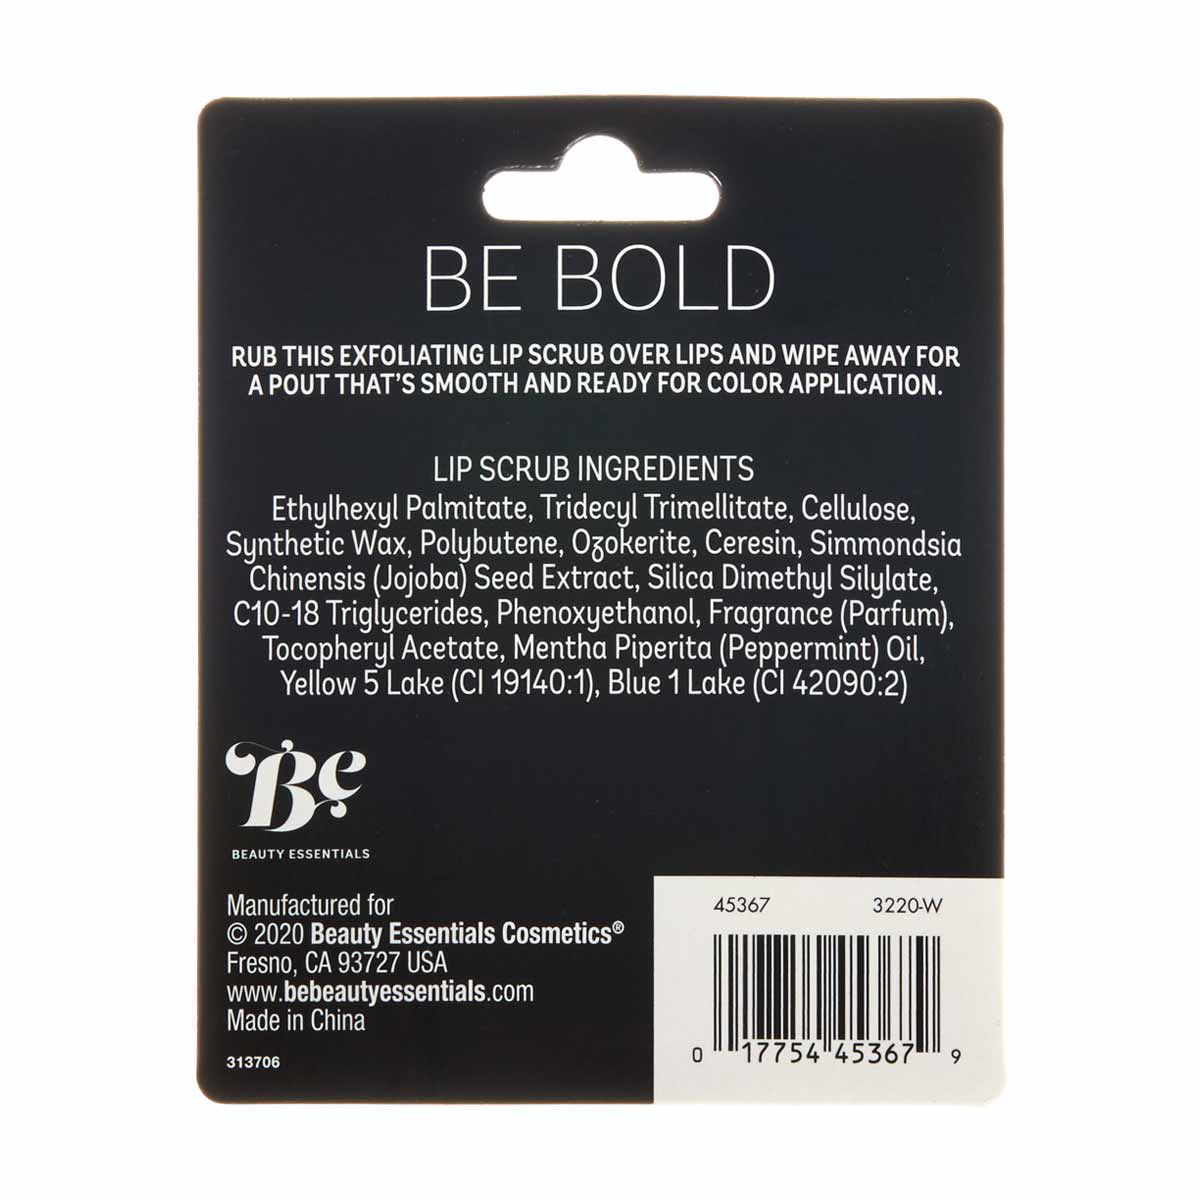 BE BOLD
RUB THIS EXFOLIATING LIP SCRUB OVER LIPS AND WIPE AWAY FOR
A POUT THAT'S SMOOTH AND READY FOR COLOR APPLICATION.
LIP SCRUB INGREDIENTS
Ethylhexyl Palmitate, Tridecyl Trimellitate, Cellulose,
Synthetic Wax, Polybutene, Ozokerite, Ceresin, Simmondsia
Chinensis (Jojoba) Seed Extract, Silica Dimethyl Silylate,
C10-18 Triglycerides, Phenoxyethanol, Fragrance (Parfum),
Tocopheryl Acetate, Mentha Piperita (Peppermint) Oil,
Yellow 5 Lake (CI 19140:1), Blue 1 Lake (CI 42090:2)
Be
BEAUTY ESSENTIALS
Manufactured for
© 2020 Beauty Essentials Cosmetics®
Fresno, CA 93727 USA
www.bebeautyessentials.com
Made in China
313706
45367 3220-W
0 17754 45367 9